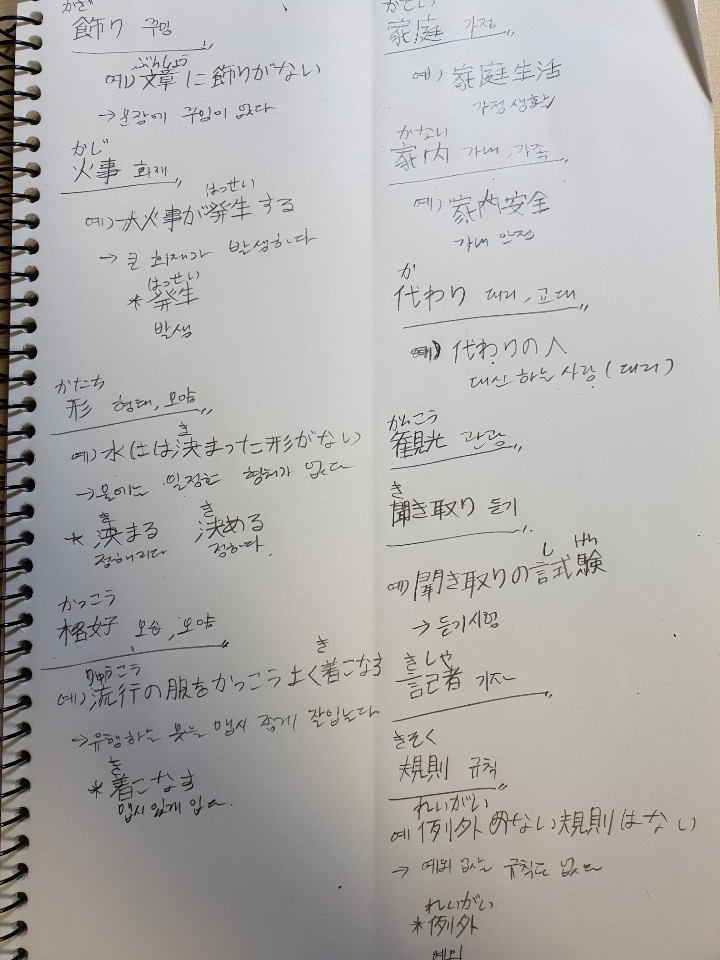 かざ
飾り 꾸밈
ぶんしょう
예) 文章に飾りがない
→ 문장에 꾸밈이 없다
かじ
火事 화재
はっせい
예) 大火事が発生する
→ 큰 화재가 발생하다
はっせい
* 発生
발생
かたち
形 형태, 모양
き
예) 水には決まった形がない
→ 물에는 일정한 형태가 없다
き き
* 決まる 決める
정해지다 정하다
かっこう
格好 모습, 모양
りゅうこう き
예) 流行の服をかっこうよく着こなす
→ 유행하는 옷을 맵시 좋게 잘입는다
き
* 着こなす
맵시 있게 입다
かてい
家庭 가정
예) 家庭生活
가정 생활
かない
家内 가내, 가족
예) 家内安全
가내 안전
か
代わり 대리, 교대
예) 代わりの人
대신 하는 사람 (대리)
かんこう
観光 관광
き
聞き取り 듣기
し けん
예) 聞き取りの試験
→ 듣기시험
きしゃ
記者 기자
きそく
規則 규칙
れいがい
예 例外のない規則はない
→ 예외 없는 규칙도 없다
れいがい
* 例外
예외